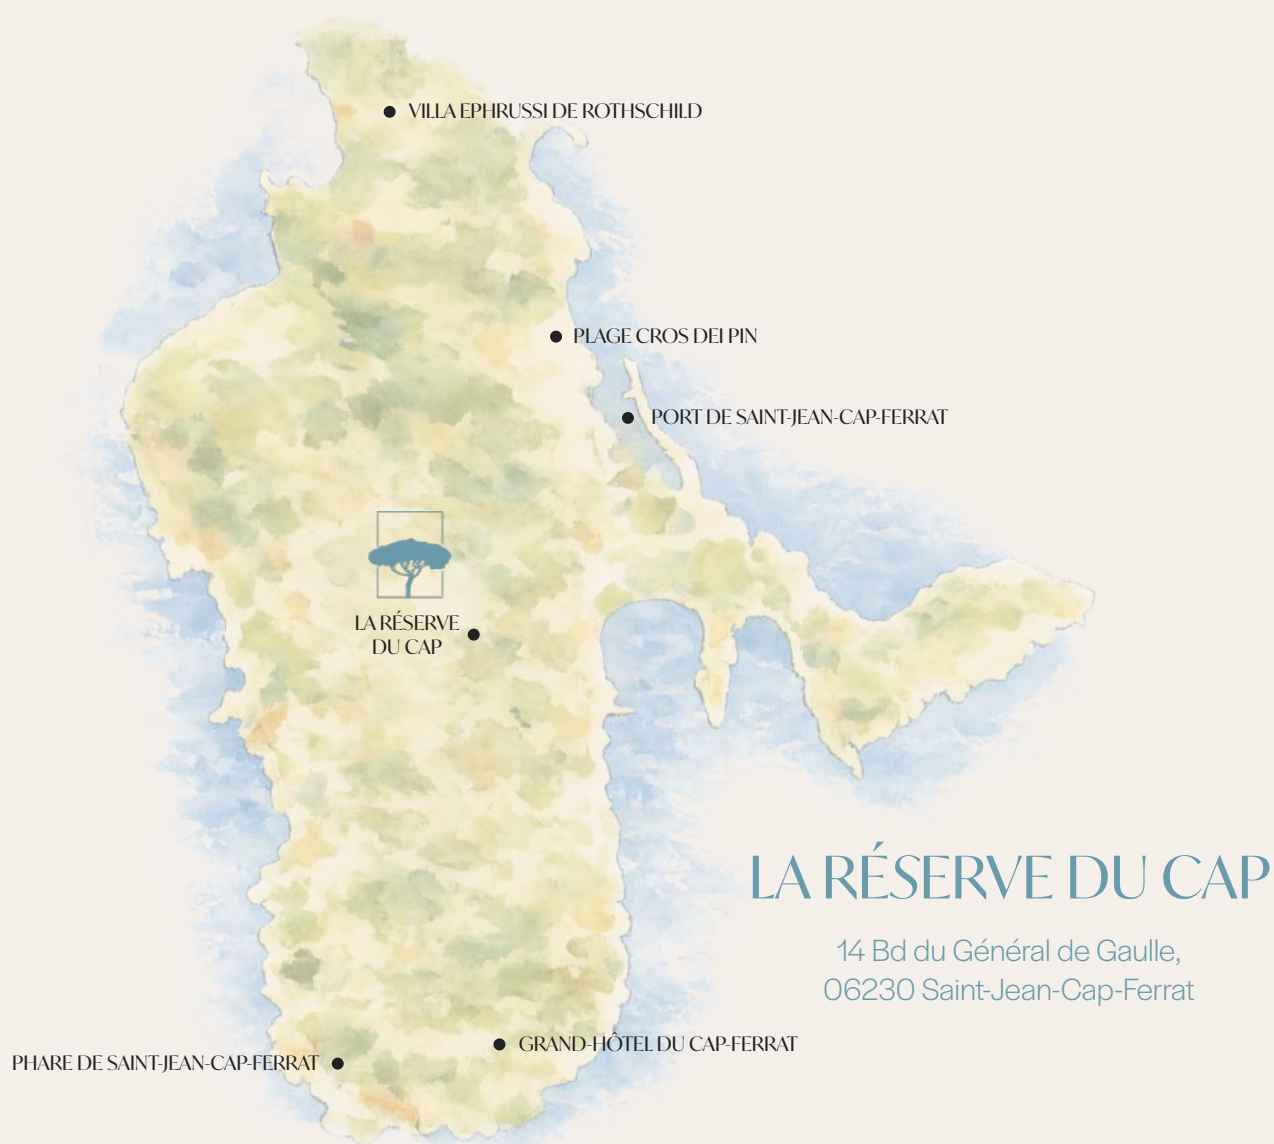 VILLA EPHRUSSI DE ROTHSCHILD
PLAGE CROS DEI PIN
PORT DE SAINT-JEAN-CAP-FERRAT
LA RÉSERVE
DU CAP
LA RÉSERVE DU CAP
14 Bd du Général de Gaulle,
06230 Saint-Jean-Cap-Ferrat
GRAND-HÔTEL DU CAP-FERRAT
PHARE DE SAINT-JEAN-CAP-FERRAT